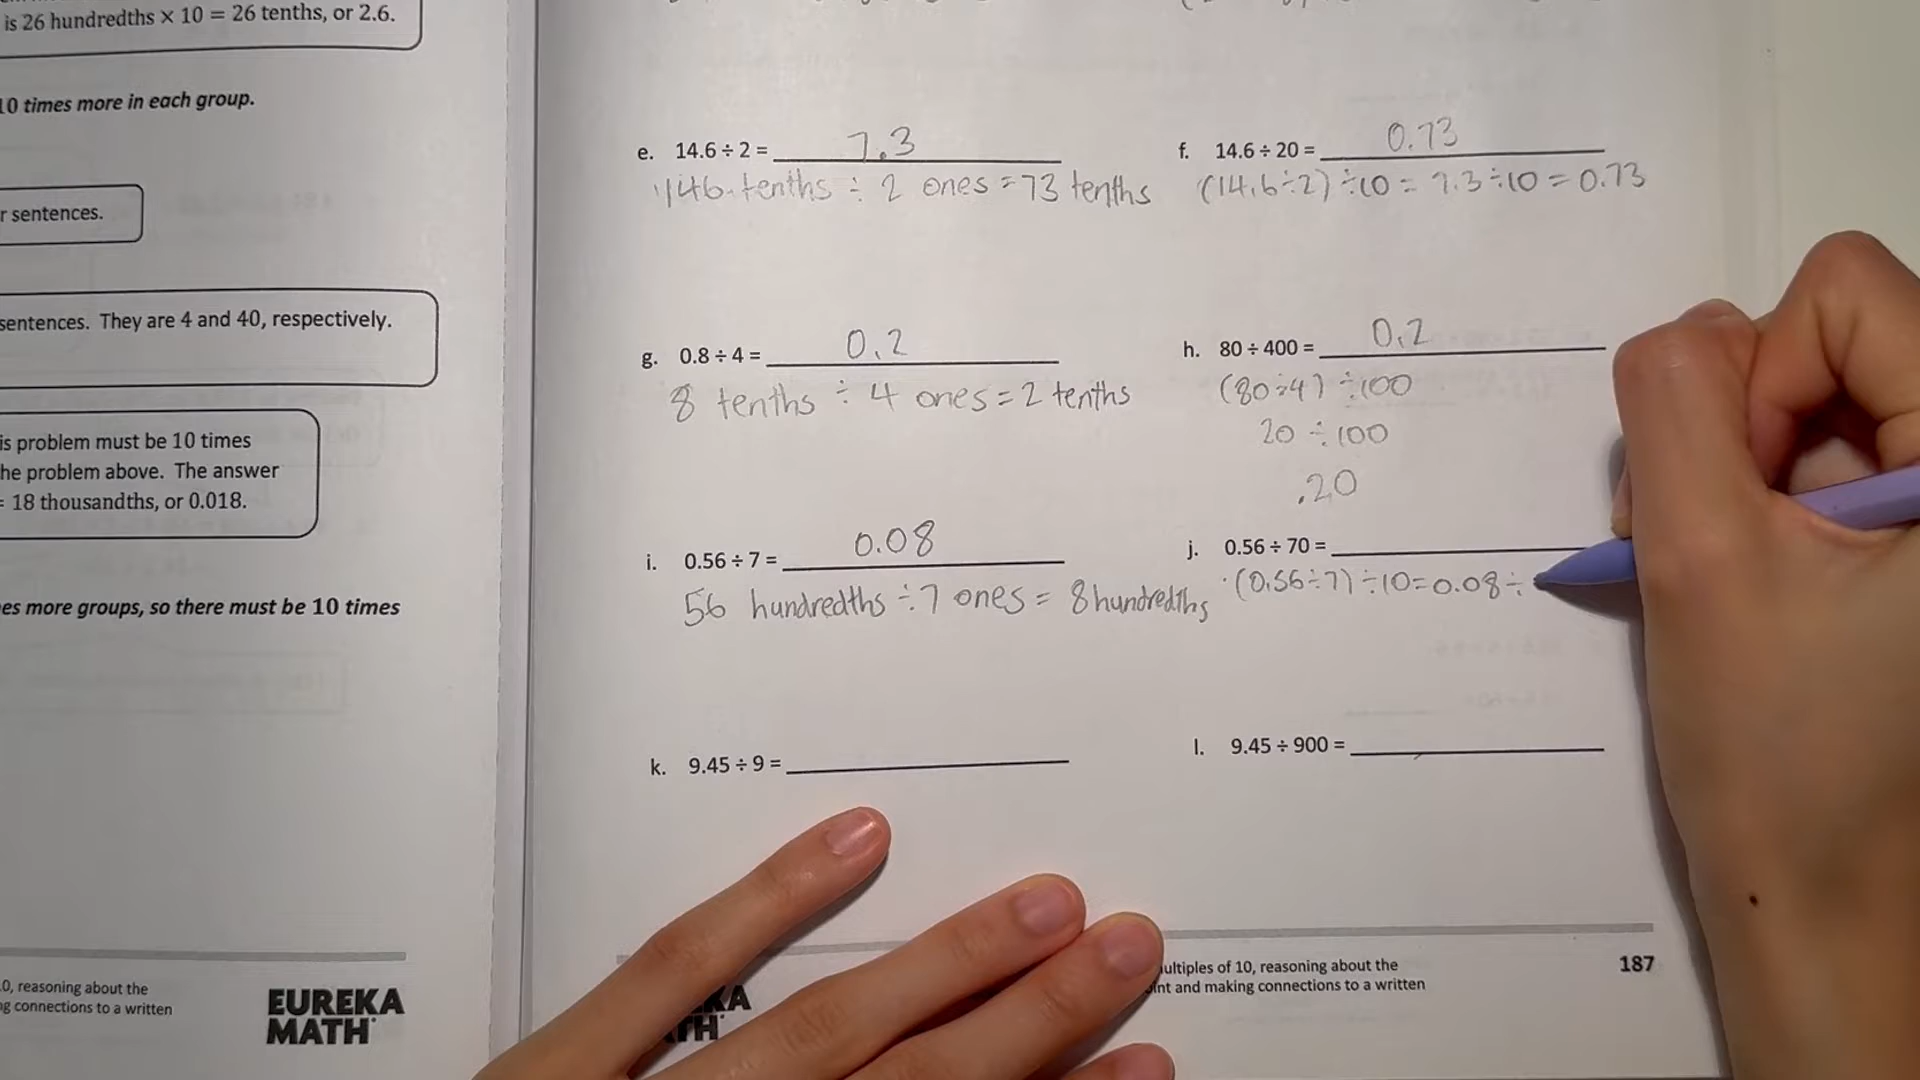 is 26 hundredths × 10 = 26 tenths, or 2.6.
10 times more in each group.
r sentences.
sentences. They are 4 and 40, respectively.
is problem must be 10 times
he problem above. The answer
= 18 thousandths, or 0.018.
es more groups, so there must be 10 times
.0, reasoning about the
g connections to a written
EUREKA
MATH
e. 14.6 ÷ 2 = 7.3
146 tenths ÷ 2 ones = 73 tenths
f. 14.6 ÷ 20 = 0.73
(14.6÷2) ÷10 = 7.3÷10 = 0.73
g. 0.8 ÷ 4 = 0.2
8 tenths ÷ 4 ones = 2 tenths
h. 80 ÷ 400 = 0.2
(80÷4) ÷100
20 ÷100
.20
i. 0.56 ÷ 7 = 0.08
56 hundredths ÷ 7 ones = 8 hundredths
j. 0.56 ÷ 70 =
(0.56÷7) ÷10=0.08÷
k. 9.45 ÷ 9 =
l. 9.45 ÷ 900 =
KA
TH
ultiples of 10, reasoning about the
int and making connections to a written
187